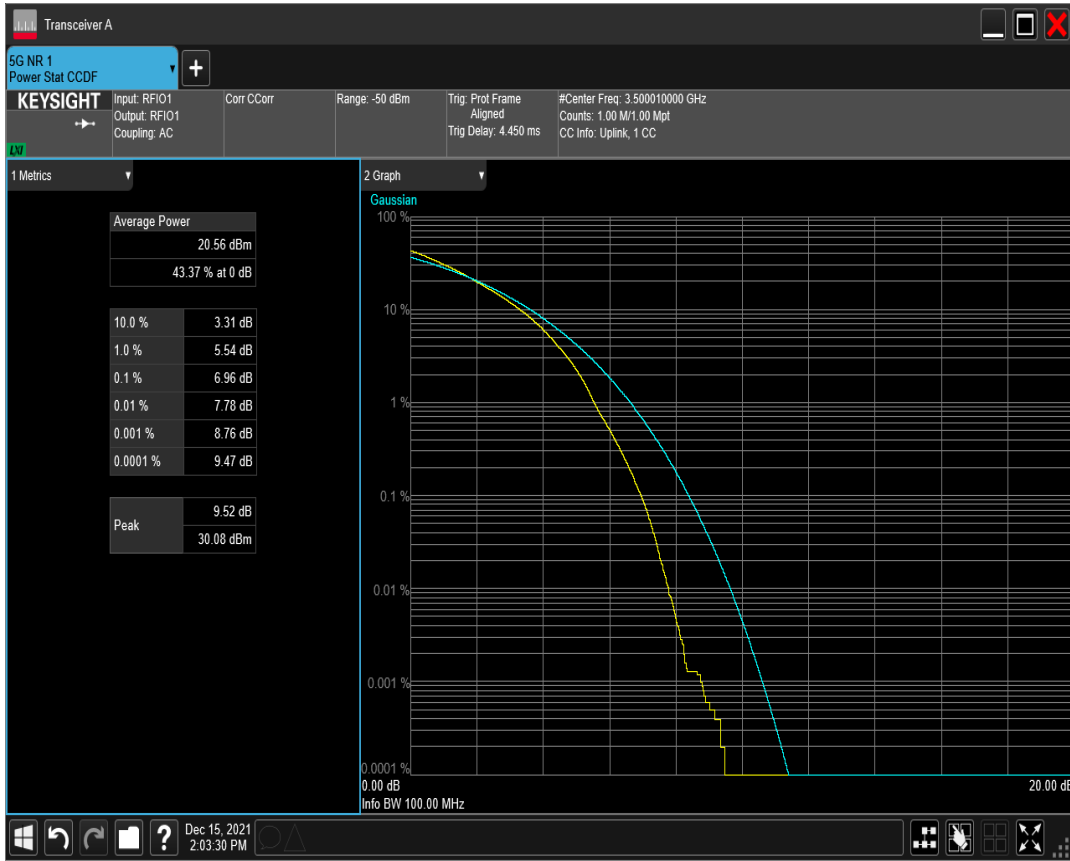 Transceiver A
5G NR 1
Power Stat CCDF
+
KEYSIGHT
LXI
Input: RFIO1
Output: RFIO1
Coupling: AC
Corr CCorr
Range: -50 dBm
Trig: Prot Frame
Aligned
Trig Delay: 4.450 ms
#Center Freq: 3.500010000 GHz
Counts: 1.00 M/1.00 Mpt
CC Info: Uplink, 1 CC
1 Metrics
Average Power
20.56 dBm
43.37 % at 0 dB
10.0 % 3.31 dB
1.0 % 5.54 dB
0.1 % 6.96 dB
0.01 % 7.78 dB
0.001 % 8.76 dB
0.0001 % 9.47 dB
Peak 9.52 dB
30.08 dBm
2 Graph
Gaussian
100 %
10 %
1 %
0.1 %
0.01 %
0.001 %
0.0001 %
0.00 dB 20.00 dB
Info BW 100.00 MHz
?
Dec 15, 2021
2:03:30 PM